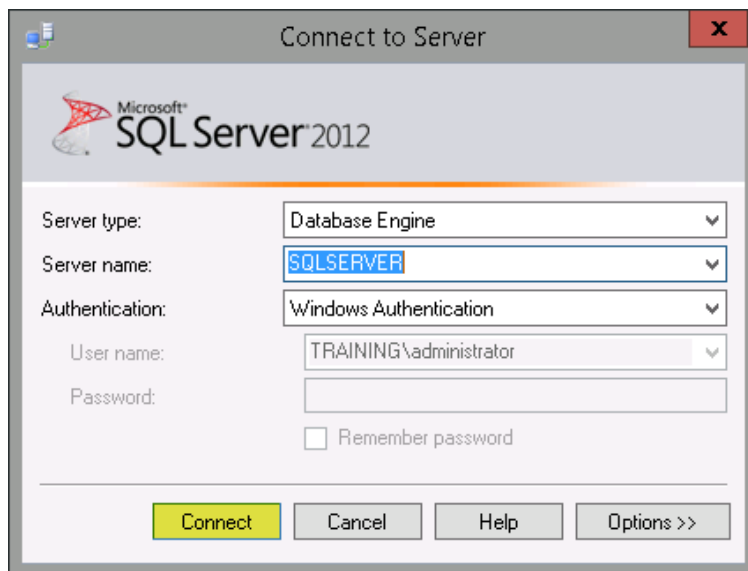 Connect to Server
x
Microsoft®
SQL Server® 2012
Server type: Database Engine
Server name: SQLSERVER
Authentication: Windows Authentication
User name: TRAINING\administrator
Password:
Remember password
Connect Cancel Help Options >>